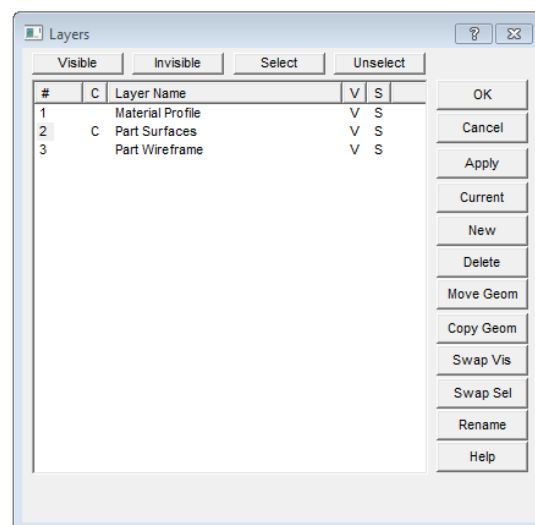 Layers
Visible Invisible Select Unselect
# C Layer Name V S
1 Material Profile V S
2 C Part Surfaces V S
3 Part Wireframe V S
OK
Cancel
Apply
Current
New
Delete
Move Geom
Copy Geom
Swap Vis
Swap Sel
Rename
Help